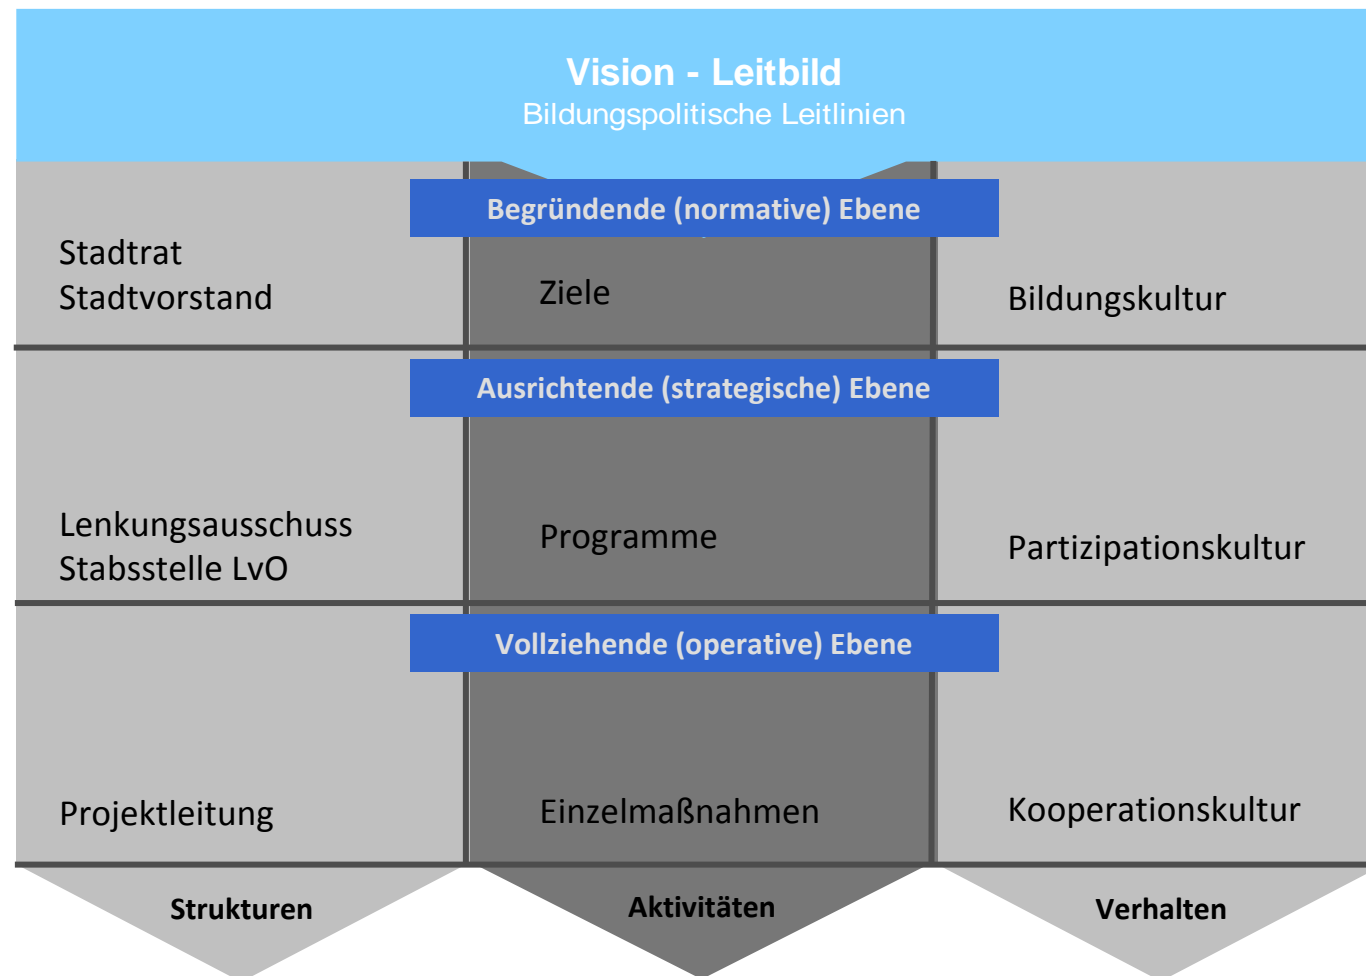 Vision - Leitbild
Bildungspolitische Leitlinien
Begründende (normative) Ebene
Stadtrat
Stadtvorstand
Ziele
Bildungskultur
Ausrichtende (strategische) Ebene
Lenkungsausschuss
Stabsstelle LvO
Programme
Partizipationskultur
Vollziehende (operative) Ebene
Projektleitung
Einzelmaßnahmen
Kooperationskultur
Strukturen
Aktivitäten
Verhalten